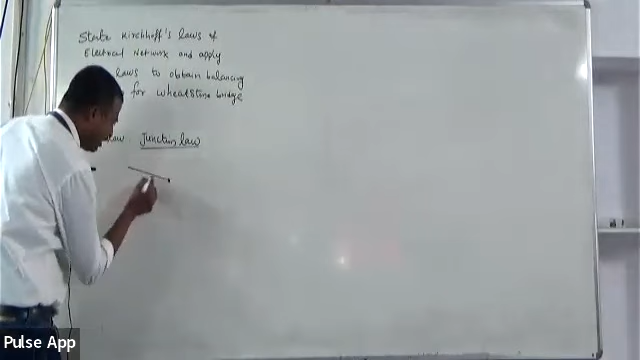 State Kirchhoff's laws of
Electrical Network and apply
laws to obtain balancing
for wheatstone bridge
law: Junction law
Pulse App